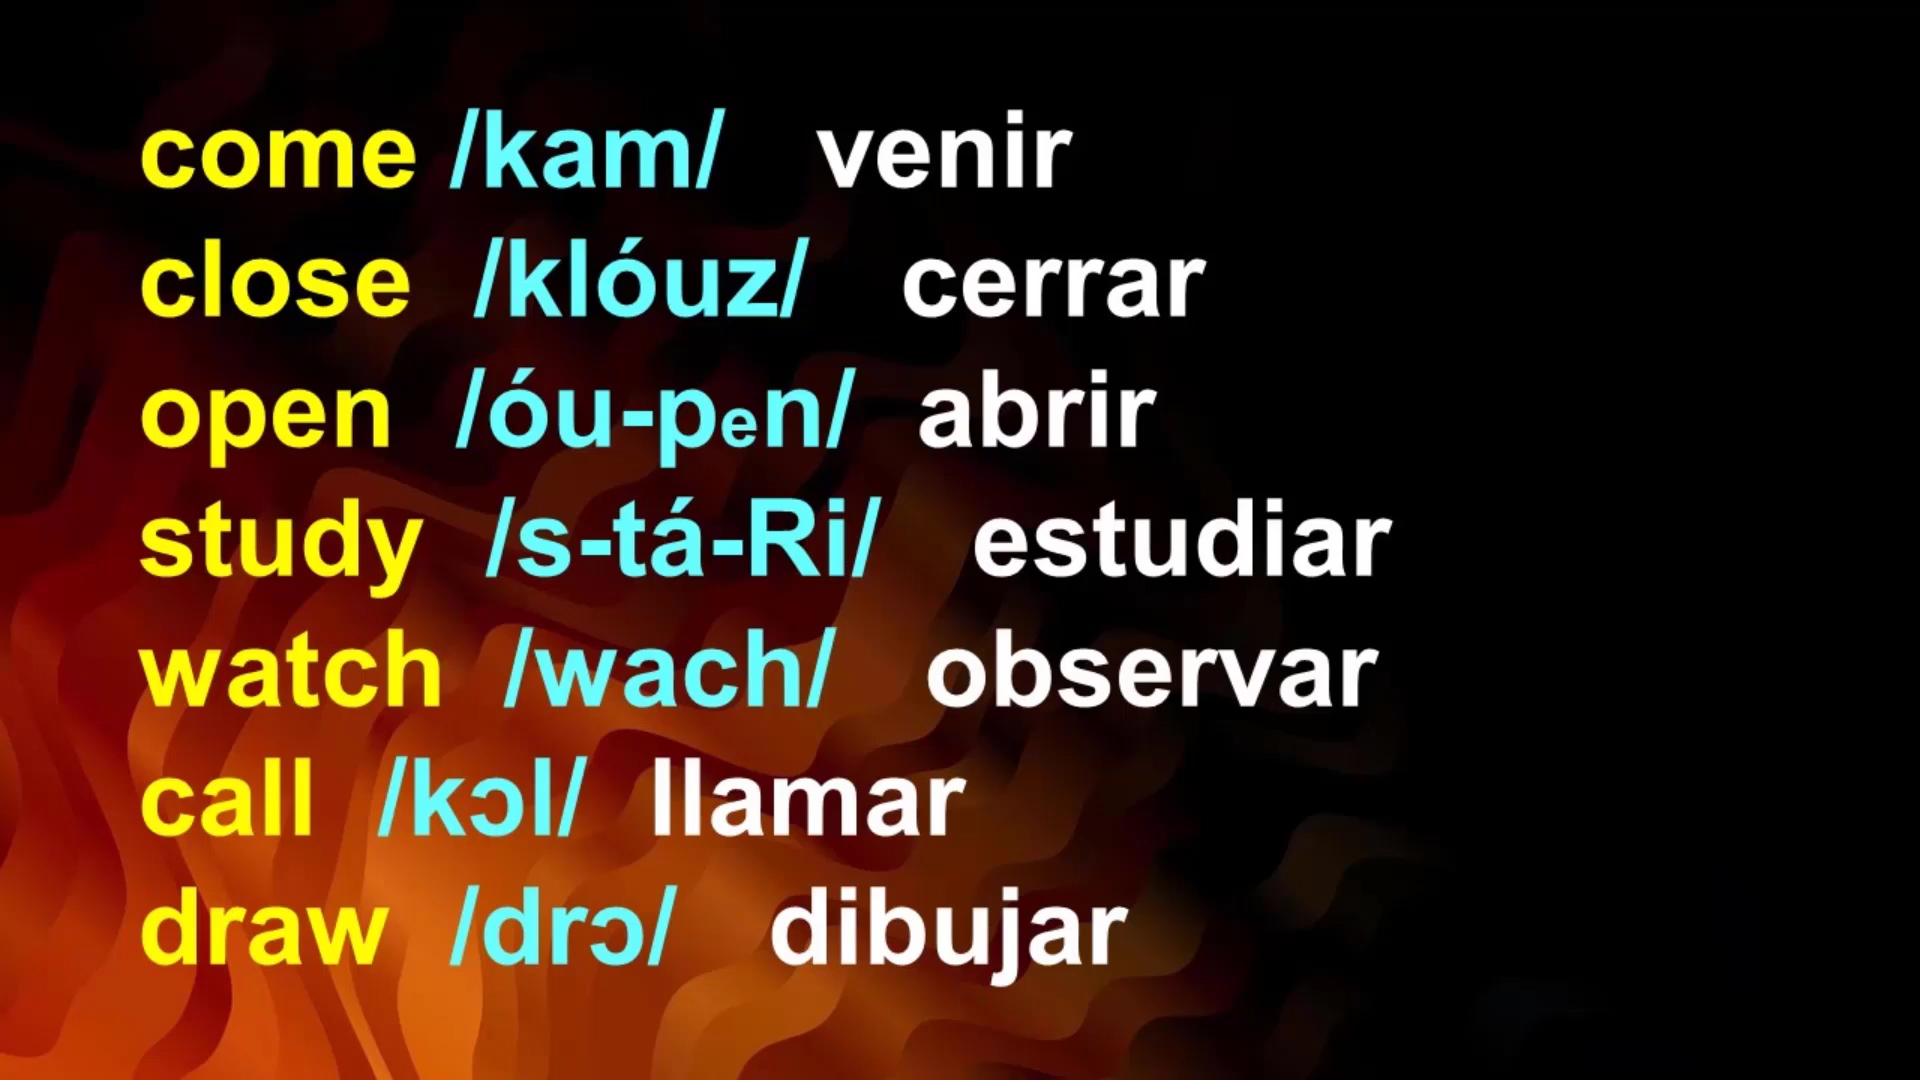 come /kam/ venir
close /klóuz/ cerrar
open /óu-pen/ abrir
study /s-tá-Ri/ estudiar
watch /wach/ observar
call /kɔl/ llamar
draw /drɔ/ dibujar